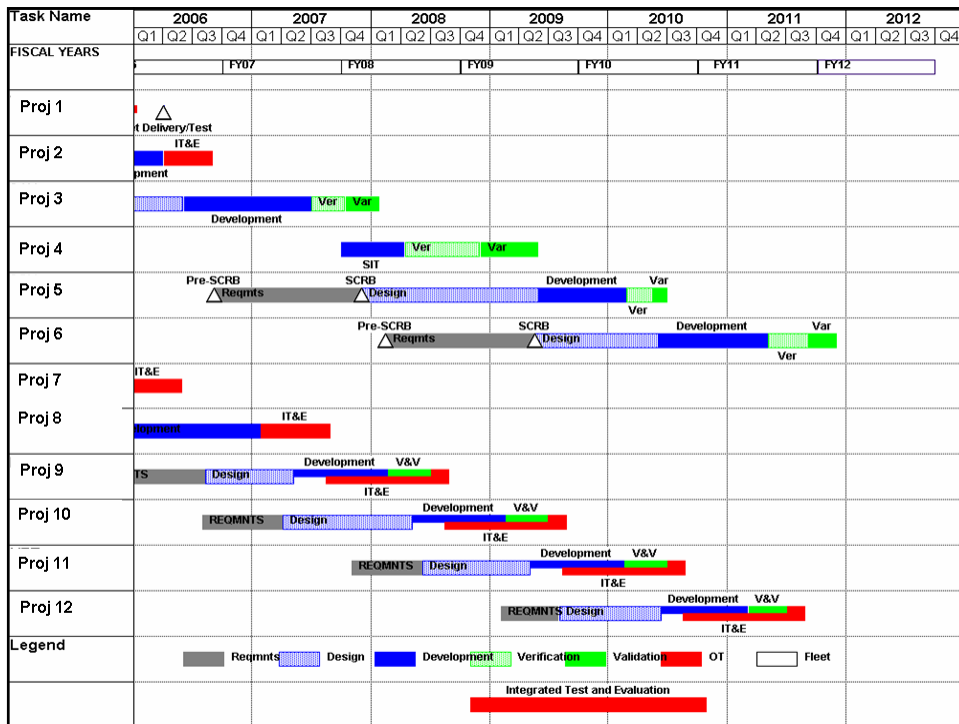 Task Name 2006 2007 2008 2009 2010 2011 2012
Q1 Q2 Q3 Q4 Q1 Q2 Q3 Q4 Q1 Q2 Q3 Q4 Q1 Q2 Q3 Q4 Q1 Q2 Q3 Q4 Q1 Q2 Q3 Q4 Q1 Q2 Q3 Q4
FISCAL YEARS
FY07 FY08 FY09 FY10 FY11 FY12
Proj 1
t Delivery/Test
Proj 2 IT&E
pment
Proj 3 Ver Var
Development
Proj 4 Ver Var
SIT
Pre-SCRB SCRB Development Var
Proj 5 Reqmts Design
Ver
Pre-SCRB SCRB Development Var
Proj 6 Reqmts Design
Ver
IT&E
Proj 7
Proj 8 IT&E
lopment
Development V&V
Proj 9 TS Design
IT&E
Development V&V
Proj 10 REQMNTS Design
IT&E
Development V&V
Proj 11 REQMNTS Design
IT&E
Development V&V
Proj 12 REQMNTS Design
IT&E
Legend
Reqmnts Design Development Verification Validation OT Fleet
Integrated Test and Evaluation